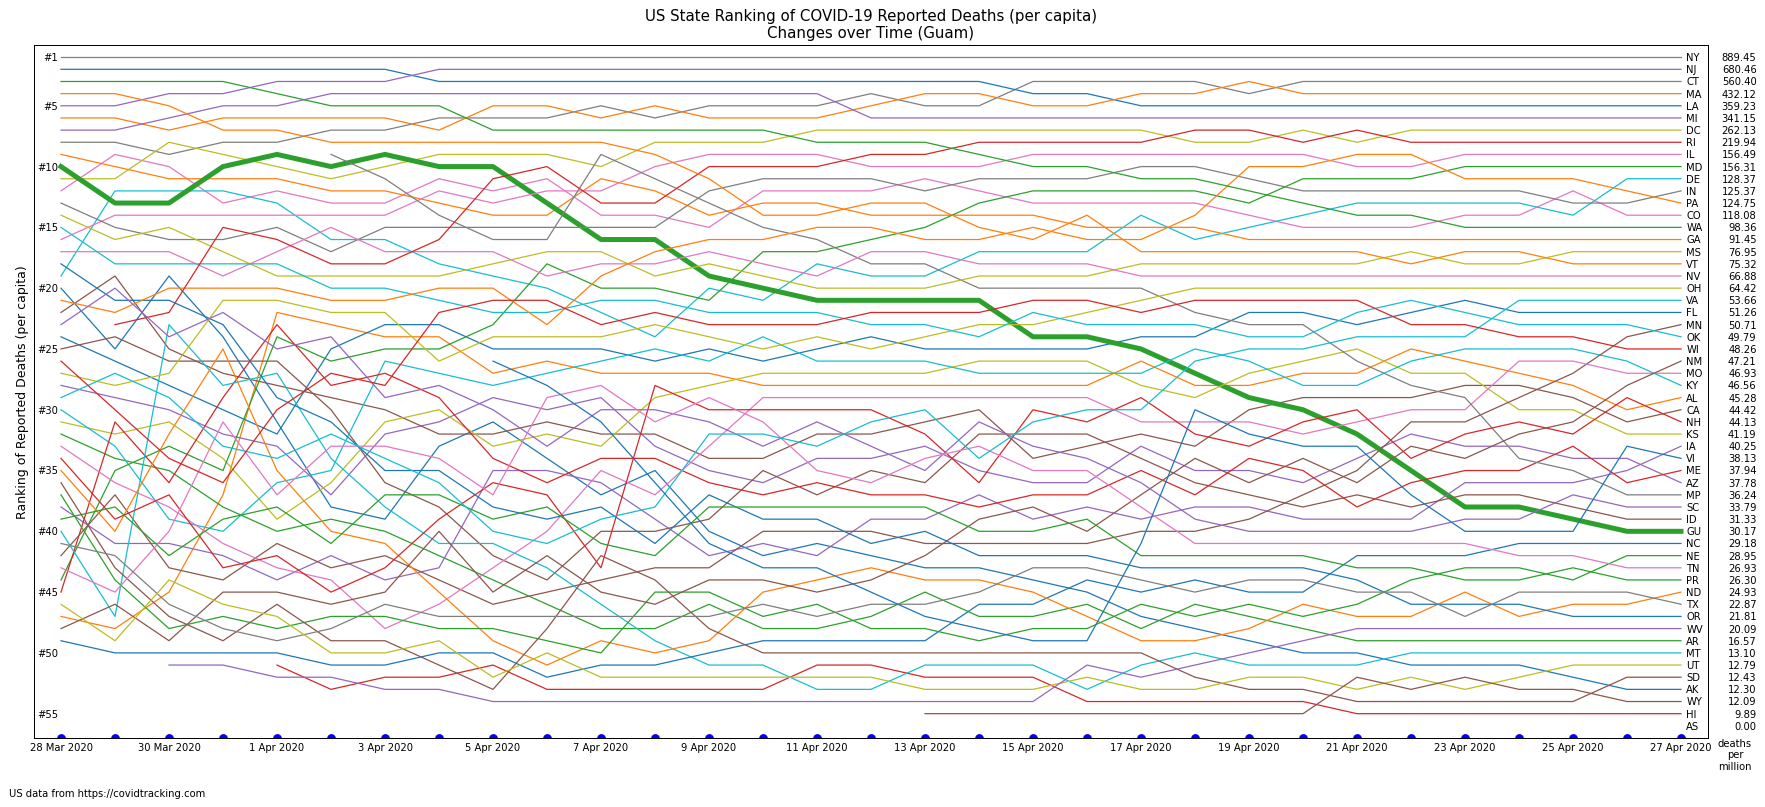 US State Ranking of COVID-19 Reported Deaths (per capita)
Changes over Time (Guam)
Ranking of Reported Deaths (per capita)
#1
#5
#10
#15
#20
#25
#30
#35
#40
#45
#50
#55
NY 889.45
NJ 680.46
CT 560.40
MA 432.12
LA 359.23
MI 341.15
DC 262.13
RI 219.94
IL 156.49
MD 156.31
DE 128.37
IN 125.37
PA 124.75
CO 118.08
WA 98.36
GA 91.45
MS 76.95
VT 75.32
NV 66.88
OH 64.42
VA 53.66
FL 51.26
MN 50.71
OK 49.79
WI 48.26
NM 47.21
MO 46.93
KY 46.56
AL 45.28
CA 44.42
NH 44.13
KS 41.19
IA 40.25
VI 38.13
ME 37.94
AZ 37.78
MP 36.24
SC 33.79
ID 31.33
GU 30.17
NC 29.18
NE 28.95
TN 26.93
PR 26.30
ND 24.93
TX 22.87
OR 21.81
WV 20.09
AR 16.57
MT 13.10
UT 12.79
SD 12.43
AK 12.30
WY 12.09
HI 9.89
AS 0.00
28 Mar 2020 30 Mar 2020 1 Apr 2020 3 Apr 2020 5 Apr 2020 7 Apr 2020 9 Apr 2020 11 Apr 2020 13 Apr 2020 15 Apr 2020 17 Apr 2020 19 Apr 2020 21 Apr 2020 23 Apr 2020 25 Apr 2020 27 Apr 2020
deaths
per
million
US data from https://covidtracking.com